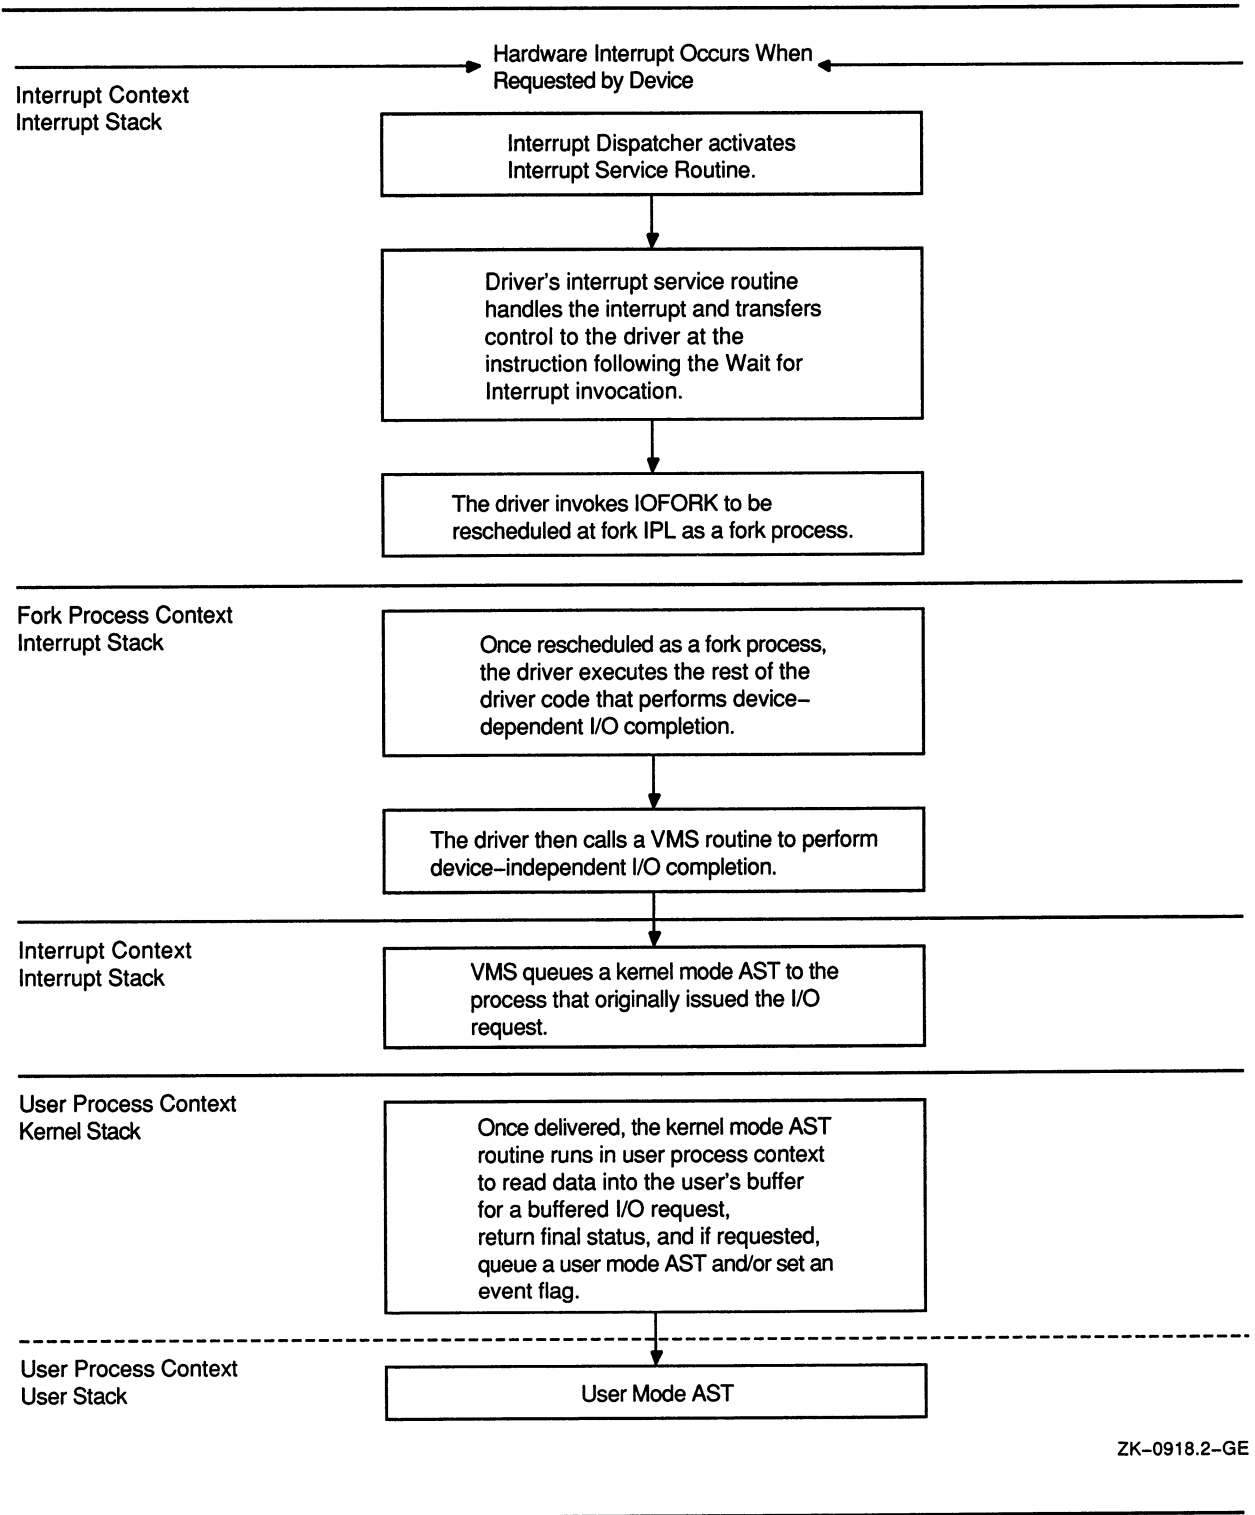 Hardware Interrupt Occurs When
Requested by Device
Interrupt Context
Interrupt Stack
Interrupt Dispatcher activates
Interrupt Service Routine.
Driver's interrupt service routine
handles the interrupt and transfers
control to the driver at the
instruction following the Wait for
Interrupt invocation.
The driver invokes IOFORK to be
rescheduled at fork IPL as a fork process.
Fork Process Context
Interrupt Stack
Once rescheduled as a fork process,
the driver executes the rest of the
driver code that performs device–
dependent I/O completion.
The driver then calls a VMS routine to perform
device–independent I/O completion.
Interrupt Context
Interrupt Stack
VMS queues a kernel mode AST to the
process that originally issued the I/O
request.
User Process Context
Kernel Stack
Once delivered, the kernel mode AST
routine runs in user process context
to read data into the user's buffer
for a buffered I/O request,
return final status, and if requested,
queue a user mode AST and/or set an
event flag.
User Process Context
User Stack
User Mode AST
ZK–0918.2–GE